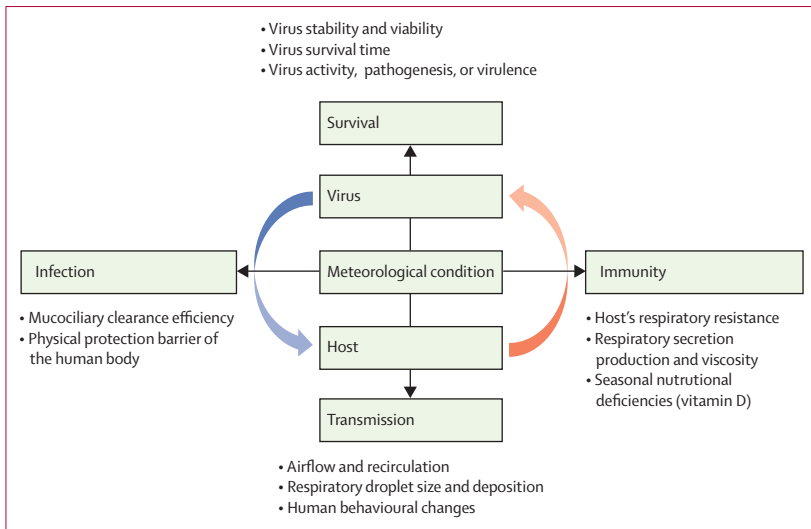 • Virus stability and viability
• Virus survival time
• Virus activity, pathogenesis, or virulence
Survival
Virus
Infection
Meteorological condition
Immunity
• Mucociliary clearance efficiency
• Physical protection barrier of
the human body
• Host's respiratory resistance
• Respiratory secretion
production and viscosity
• Seasonal nutrutional
deficiencies (vitamin D)
Host
Transmission
• Airflow and recirculation
• Respiratory droplet size and deposition
• Human behavioural changes